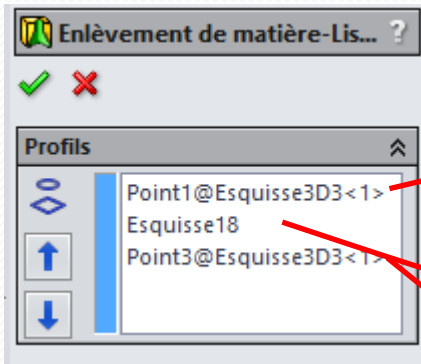 Enlèvement de matière-Lis... ?
Profils
Point1@Esquisse3D3<1>
Esquisse18
Point3@Esquisse3D3<1>